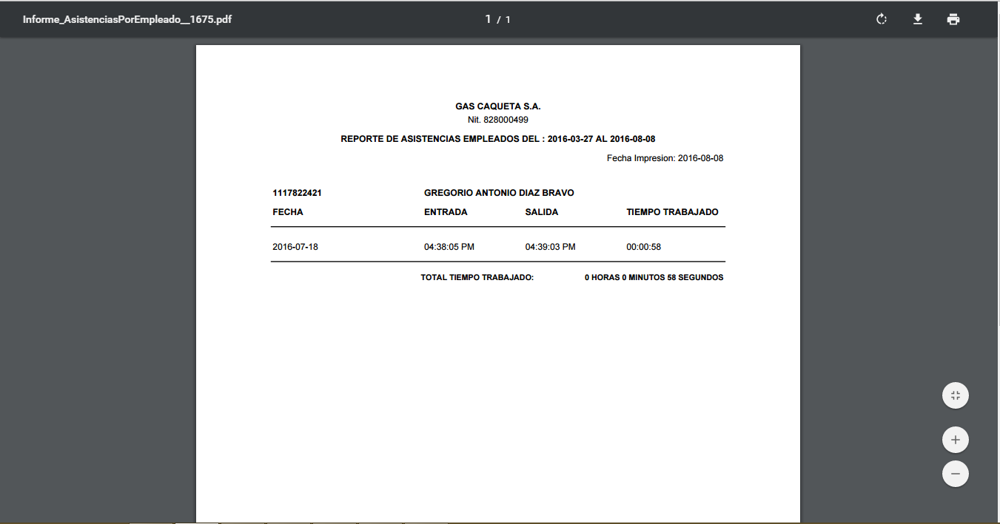 Informe_AsistenciasPorEmpleado__1675.pdf 1 / 1
GAS CAQUETA S.A.
Nit. 828000499
REPORTE DE ASISTENCIAS EMPLEADOS DEL : 2016-03-27 AL 2016-08-08
Fecha Impresion: 2016-08-08
1117822421 GREGORIO ANTONIO DIAZ BRAVO
FECHA ENTRADA SALIDA TIEMPO TRABAJADO
2016-07-18 04:38:05 PM 04:39:03 PM 00:00:58
TOTAL TIEMPO TRABAJADO: 0 HORAS 0 MINUTOS 58 SEGUNDOS